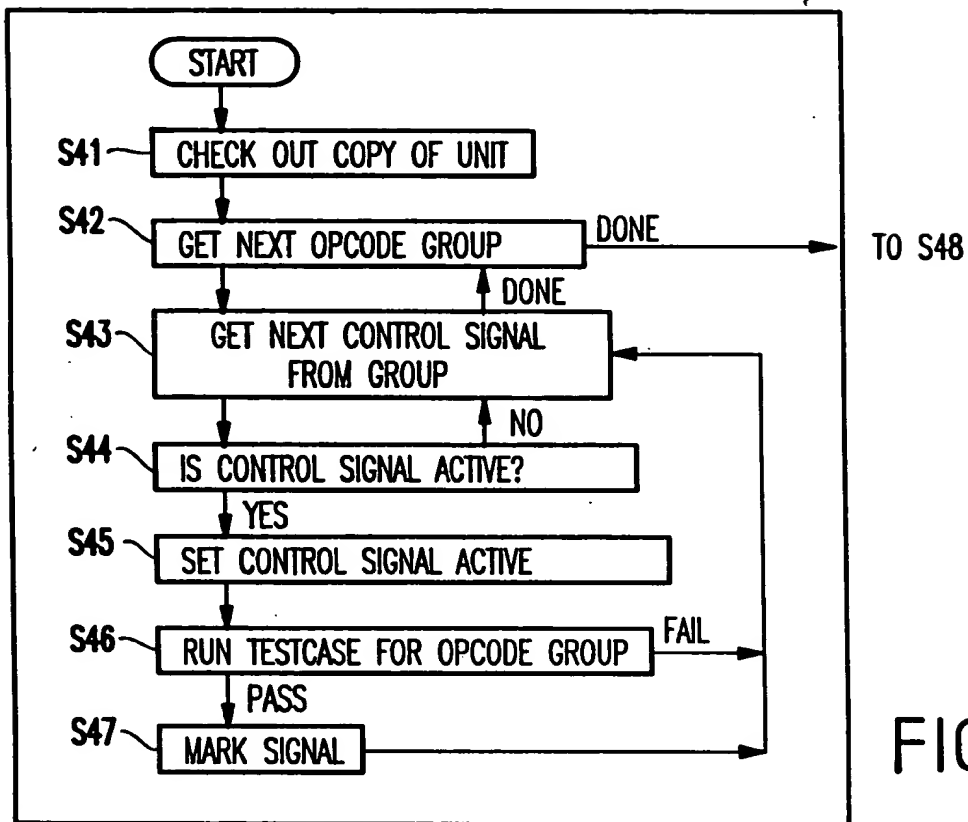 START
S41
CHECK OUT COPY OF UNIT
S42
GET NEXT OPCODE GROUP
DONE
TO S48
DONE
S43
GET NEXT CONTROL SIGNAL
FROM GROUP
NO
S44
IS CONTROL SIGNAL ACTIVE?
YES
S45
SET CONTROL SIGNAL ACTIVE
S46
RUN TESTCASE FOR OPCODE GROUP
FAIL
PASS
S47
MARK SIGNAL